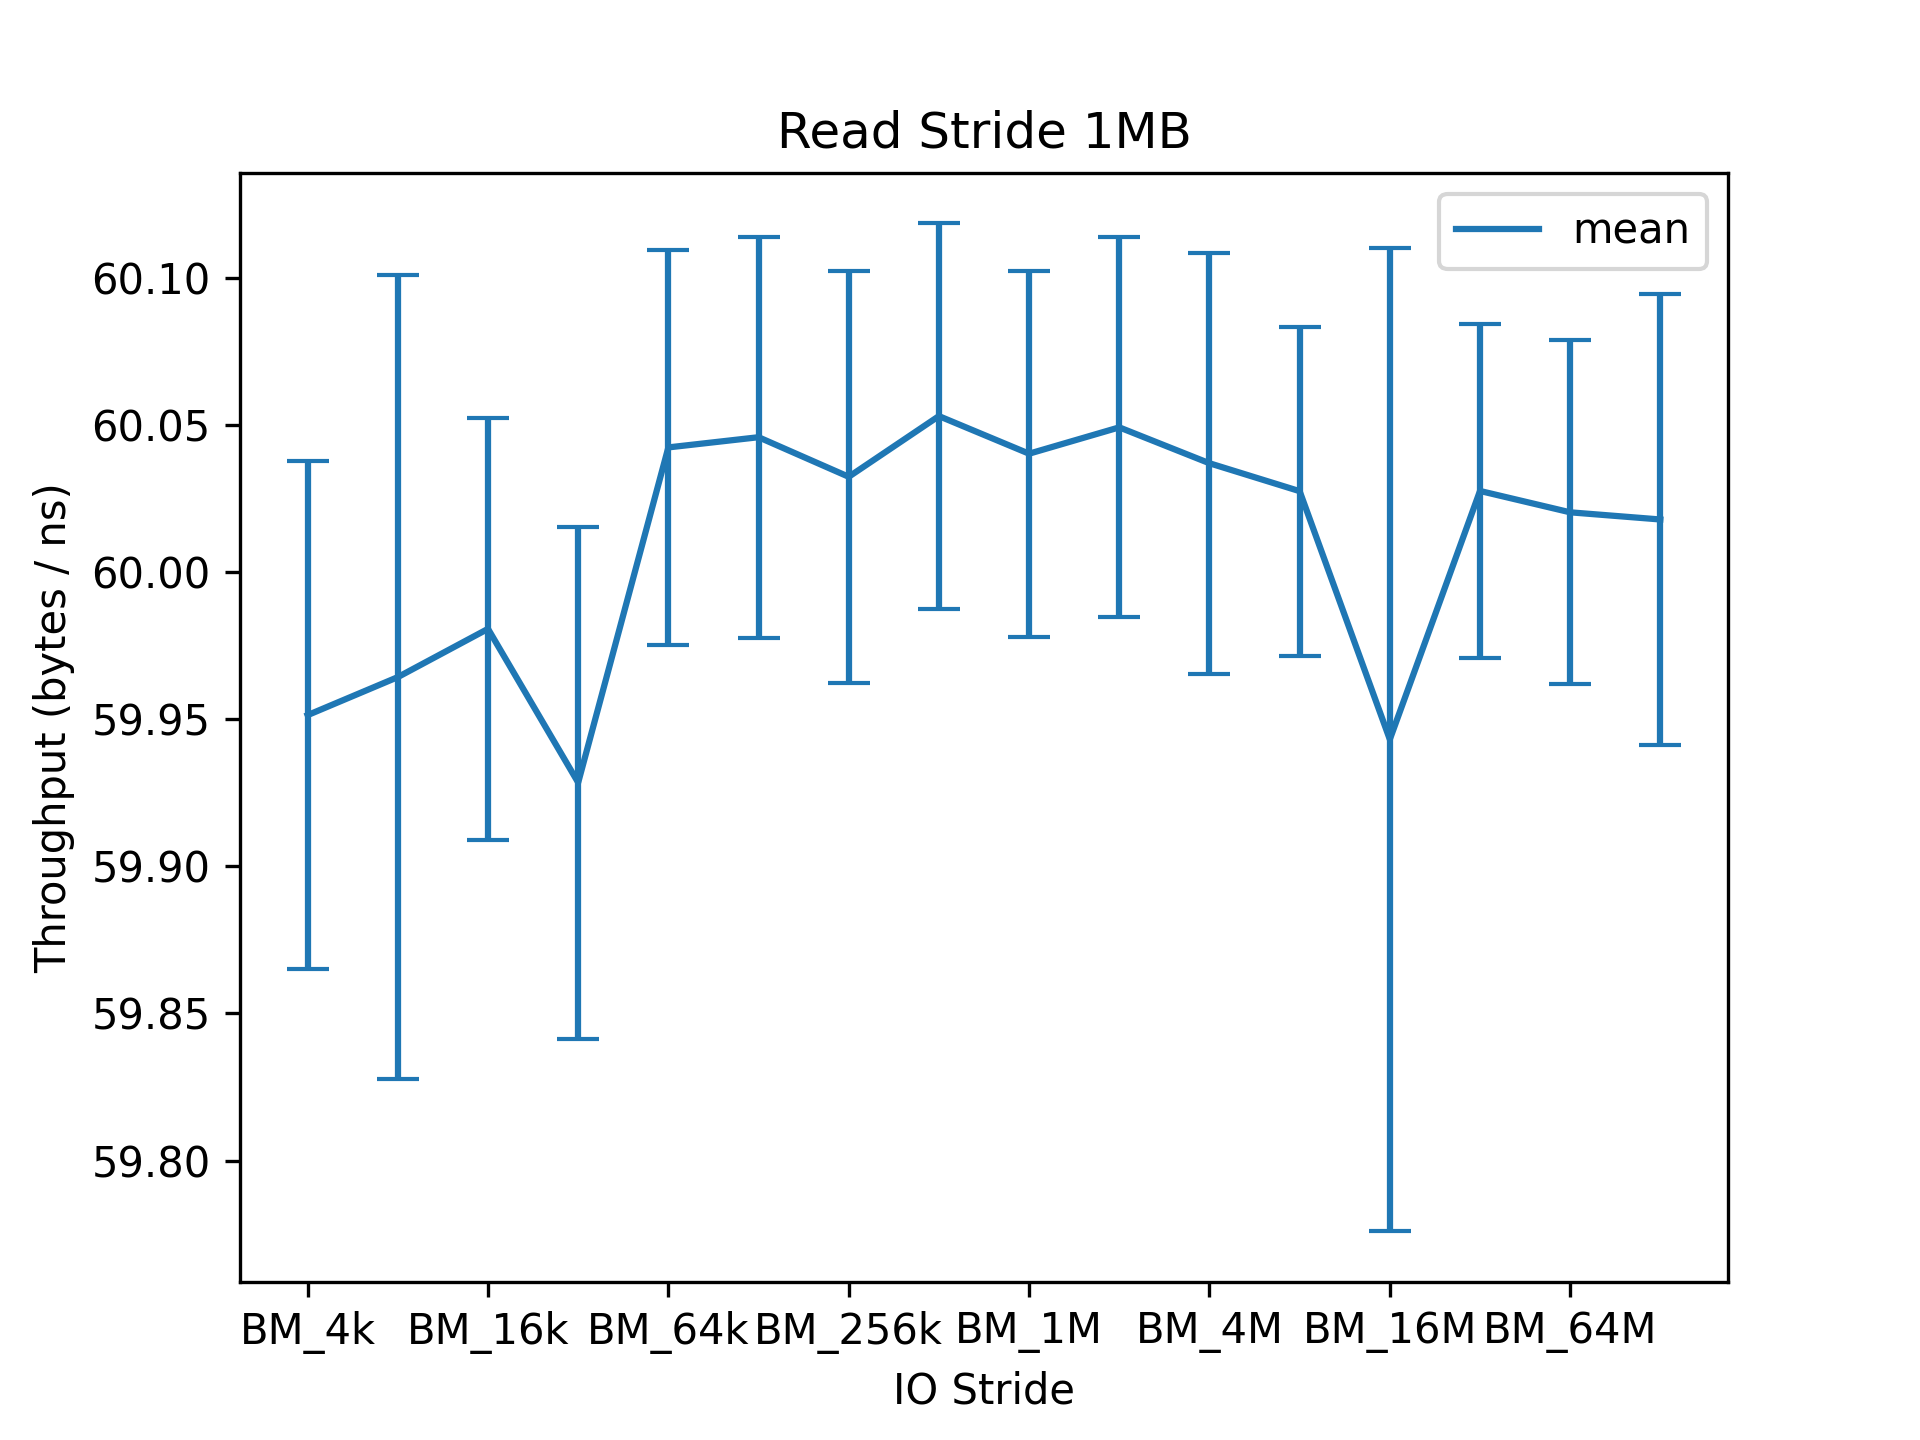 Read Stride 1MB
mean
60.10
60.05
60.00
59.95
59.90
59.85
59.80
Throughput (bytes / ns)
BM_4k BM_16k BM_64k BM_256k BM_1M BM_4M BM_16M BM_64M
IO Stride